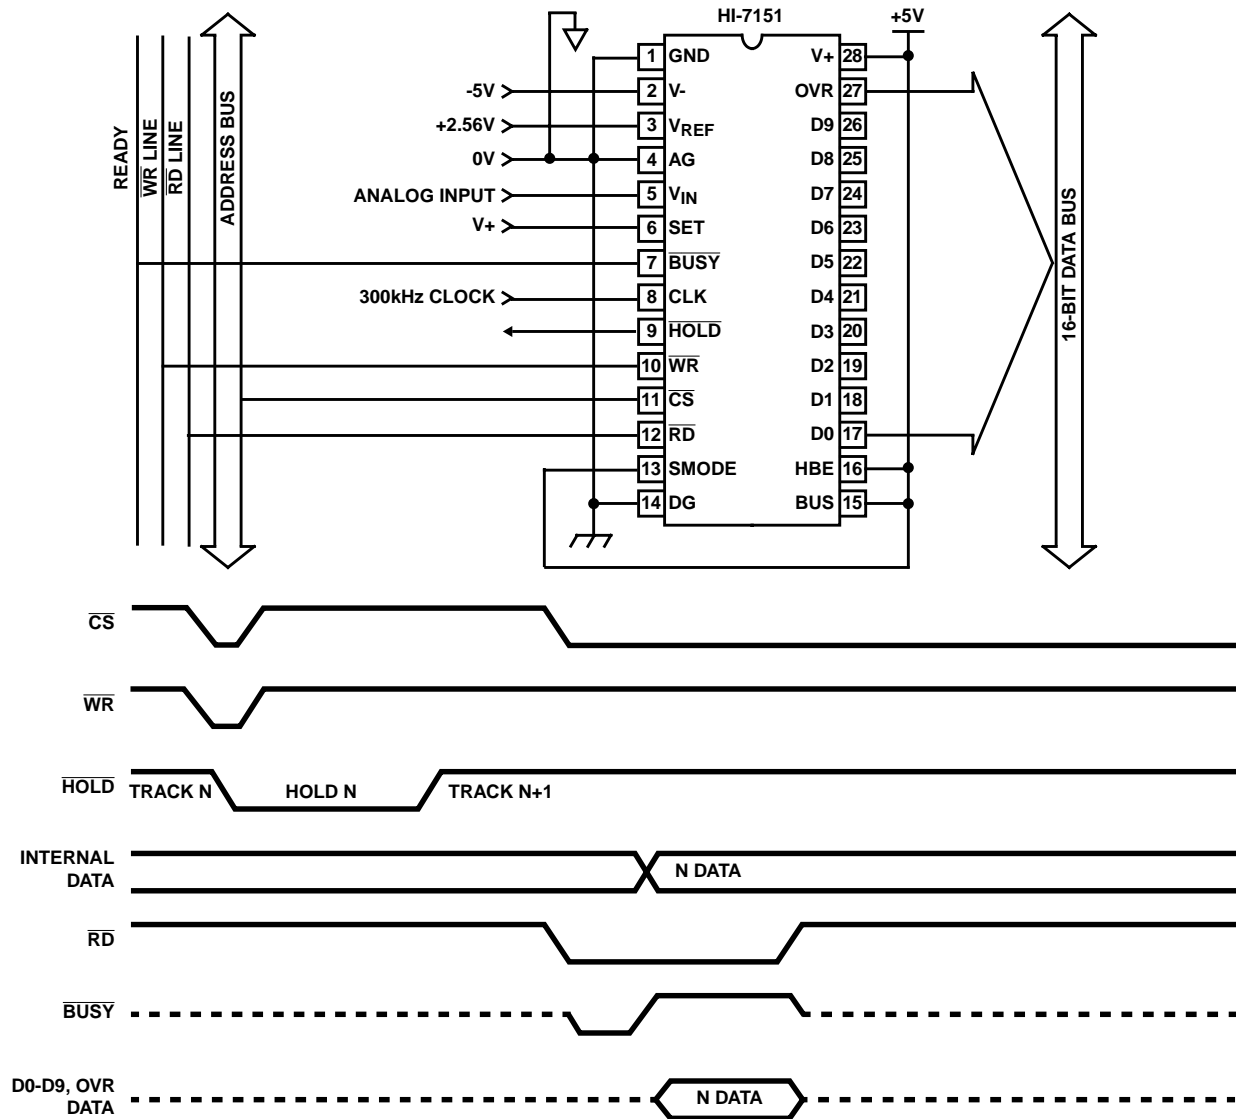 HI-7151
+5V
READY
WR LINE
RD LINE
ADDRESS BUS
-5V
+2.56V
0V
ANALOG INPUT
V+
300kHz CLOCK
1 GND
2 V-
3 VREF
4 AG
5 VIN
6 SET
7 BUSY
8 CLK
9 HOLD
10 WR
11 CS
12 RD
13 SMODE
14 DG
V+ 28
OVR 27
D9 26
D8 25
D7 24
D6 23
D5 22
D4 21
D3 20
D2 19
D1 18
D0 17
HBE 16
BUS 15
16-BIT DATA BUS
CS
WR
HOLD TRACK N HOLD N TRACK N+1
INTERNAL
DATA
N DATA
RD
BUSY
D0-D9, OVR
DATA
N DATA